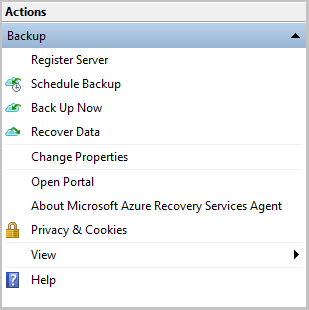 Actions
Backup
Register Server
Schedule Backup
Back Up Now
Recover Data
Change Properties
Open Portal
About Microsoft Azure Recovery Services Agent
Privacy & Cookies
View
Help